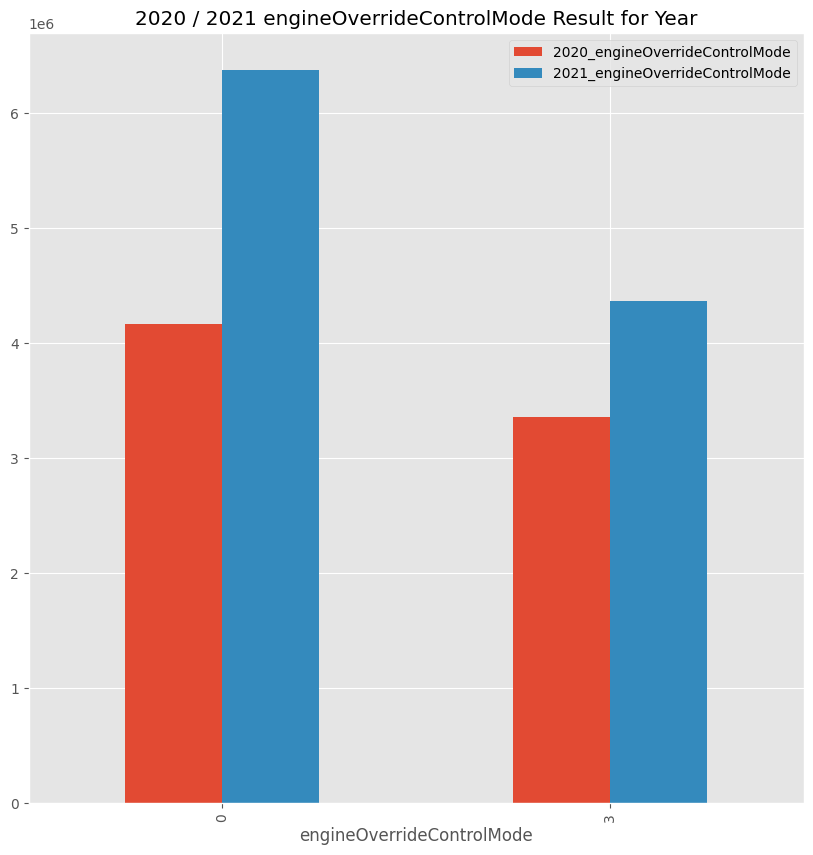 2020 / 2021 engineOverrideControlMode Result for Year
1e6
2020_engineOverrideControlMode
2021_engineOverrideControlMode
6
5
4
3
2
1
0
0
3
engineOverrideControlMode